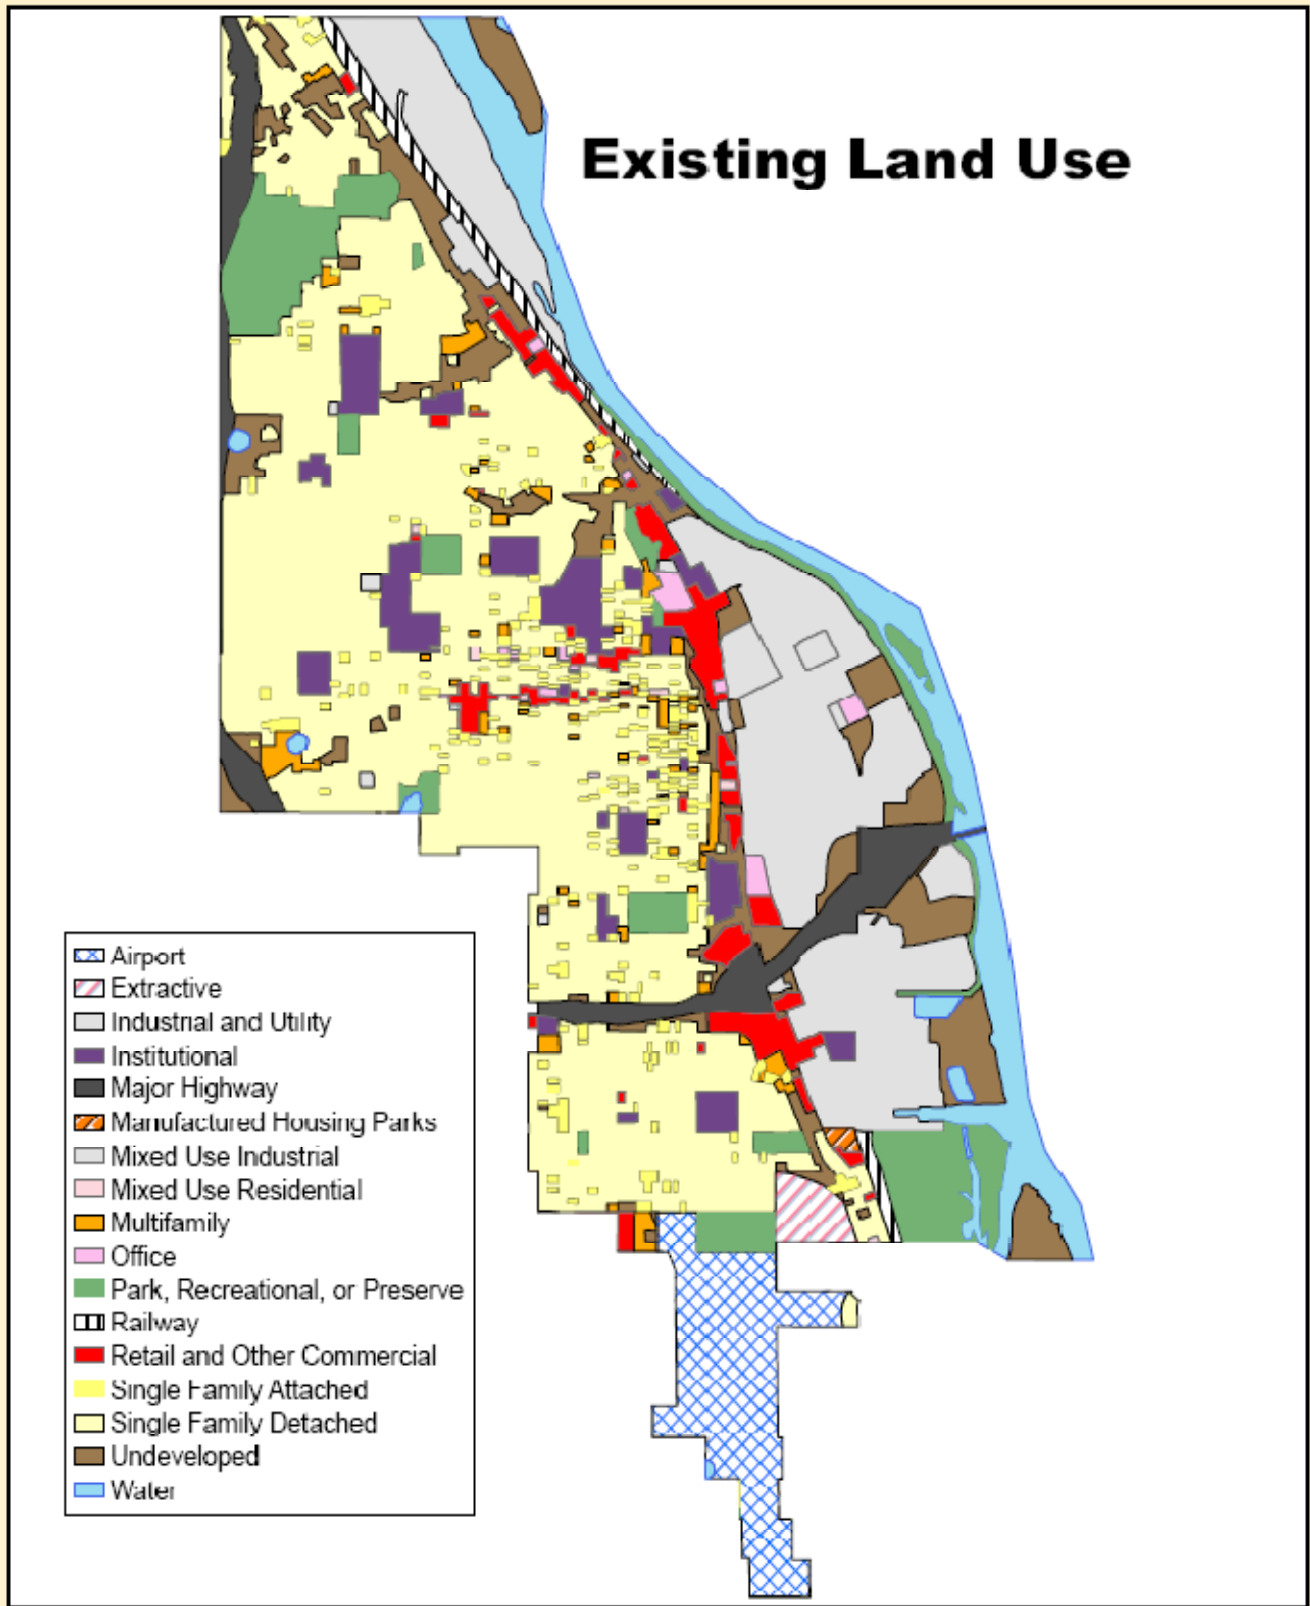 Existing Land Use
Airport
Extractive
Industrial and Utility
Institutional
Major Highway
Manufactured Housing Parks
Mixed Use Industrial
Mixed Use Residential
Multifamily
Office
Park, Recreational, or Preserve
Railway
Retail and Other Commercial
Single Family Attached
Single Family Detached
Undeveloped
Water